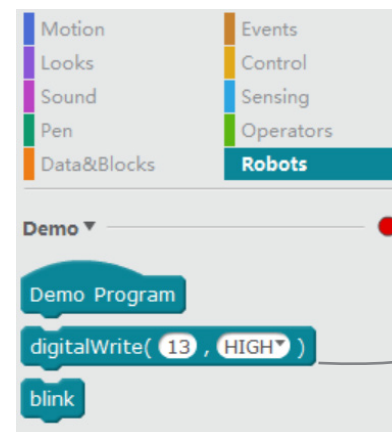 Motion Events
Looks Control
Sound Sensing
Pen Operators
Data&Blocks Robots
Demo
Demo Program
digitalWrite( 13 , HIGH )
blink